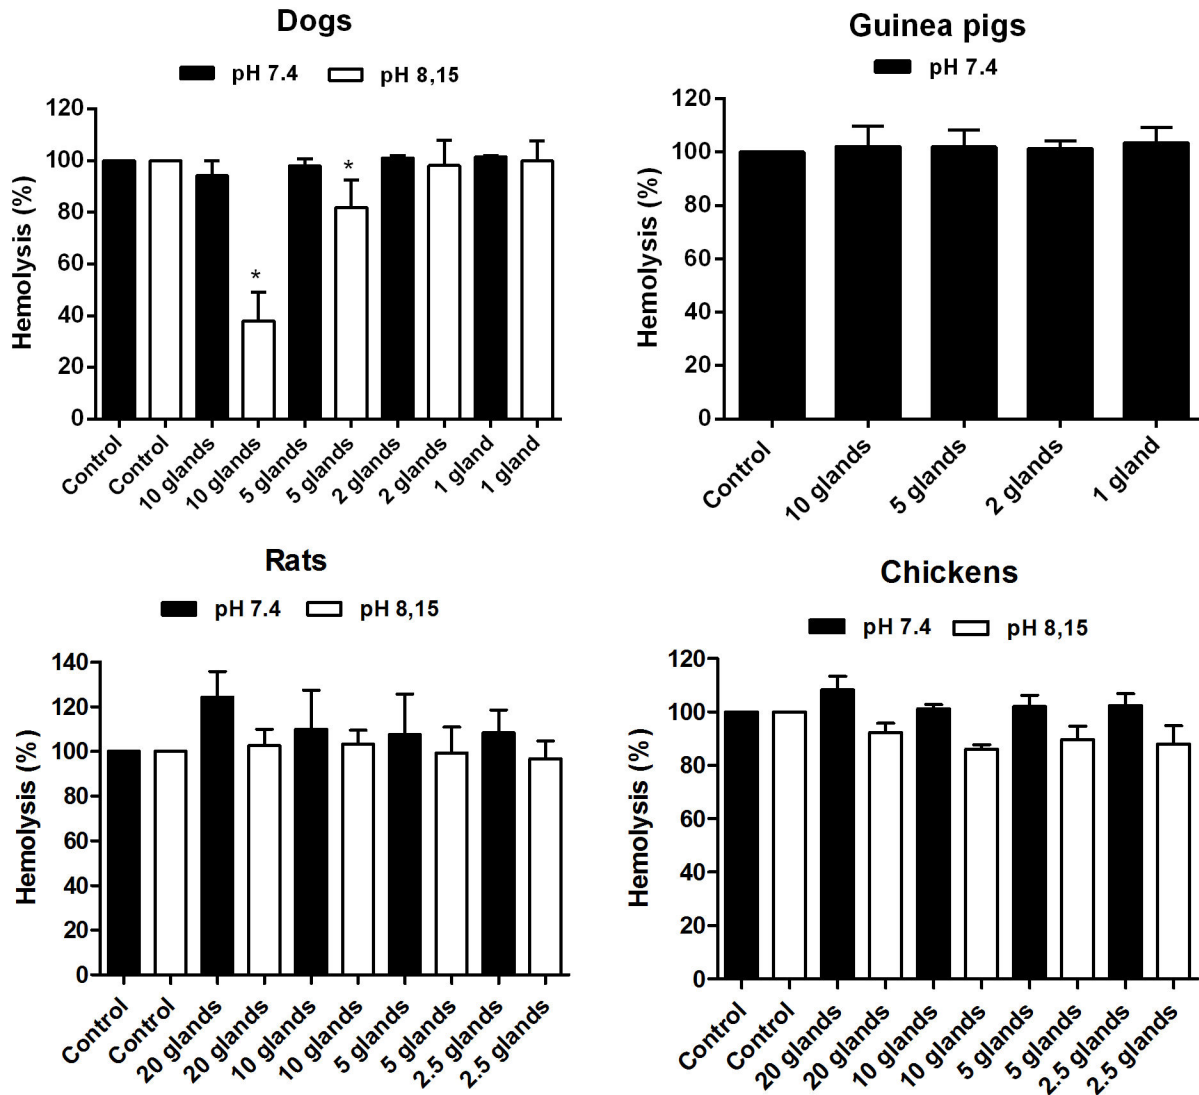 Dogs
pH 7.4 pH 8,15
Hemolysis (%)
120
100
80
60
40
20
0
*
*
Control
Control
10 glands
10 glands
5 glands
5 glands
2 glands
2 glands
1 gland
1 gland
Guinea pigs
pH 7.4
Hemolysis (%)
120
100
80
60
40
20
0
Control
10 glands
5 glands
2 glands
1 gland
Rats
pH 7.4 pH 8,15
Hemolysis (%)
140
120
100
80
60
40
20
0
Control
Control
20 glands
20 glands
10 glands
10 glands
5 glands
5 glands
2.5 glands
2.5 glands
Chickens
pH 7.4 pH 8,15
Hemolysis (%)
120
100
80
60
40
20
0
Control
Control
20 glands
20 glands
10 glands
10 glands
5 glands
5 glands
2.5 glands
2.5 glands